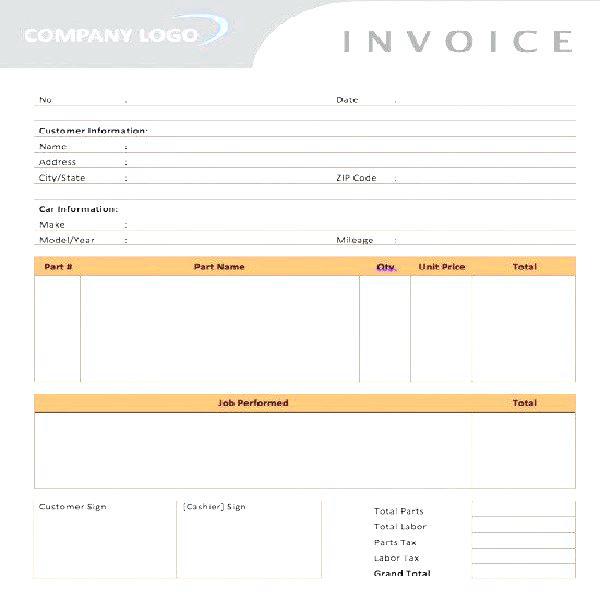 COMPANY LOGO
INVOICE
No : Date :
Customer Information:
Name :
Address :
City/State : ZIP Code :
Car Information:
Make :
Model/Year : Mileage :
Part # Part Name Qty. Unit Price Total
Job Performed Total
Customer Sign [Cashier] Sign
Total Parts
Total Labor
Parts Tax
Labor Tax
Grand Total